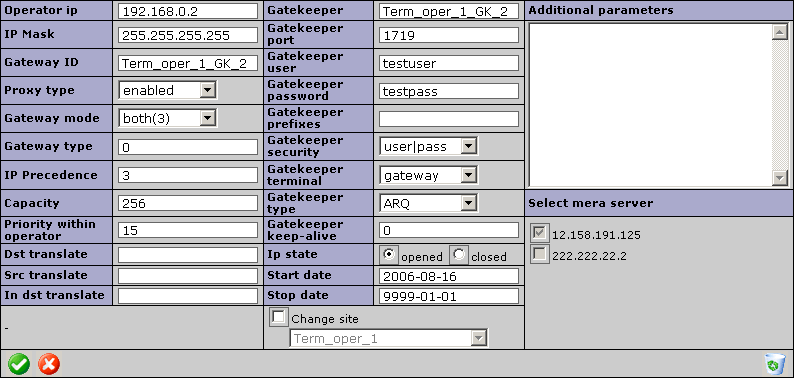 Operator ip 192.168.0.2 Gatekeeper Term_oper_1_GK_2 Additional parameters
IP Mask 255.255.255.255 Gatekeeper port 1719
Gateway ID Term_oper_1_GK_2 Gatekeeper user testuser
Proxy type enabled Gatekeeper password testpass
Gateway mode both(3) Gatekeeper prefixes
Gateway type 0 Gatekeeper security user|pass
IP Precedence 3 Gatekeeper terminal gateway
Capacity 256 Gatekeeper type ARQ Select mera server
Priority within operator 15 Gatekeeper keep-alive 0 12.158.191.125
Dst translate Ip state opened closed 222.222.22.2
Src translate Start date 2006-08-16
In dst translate Stop date 9999-01-01
- Change site
Term_oper_1